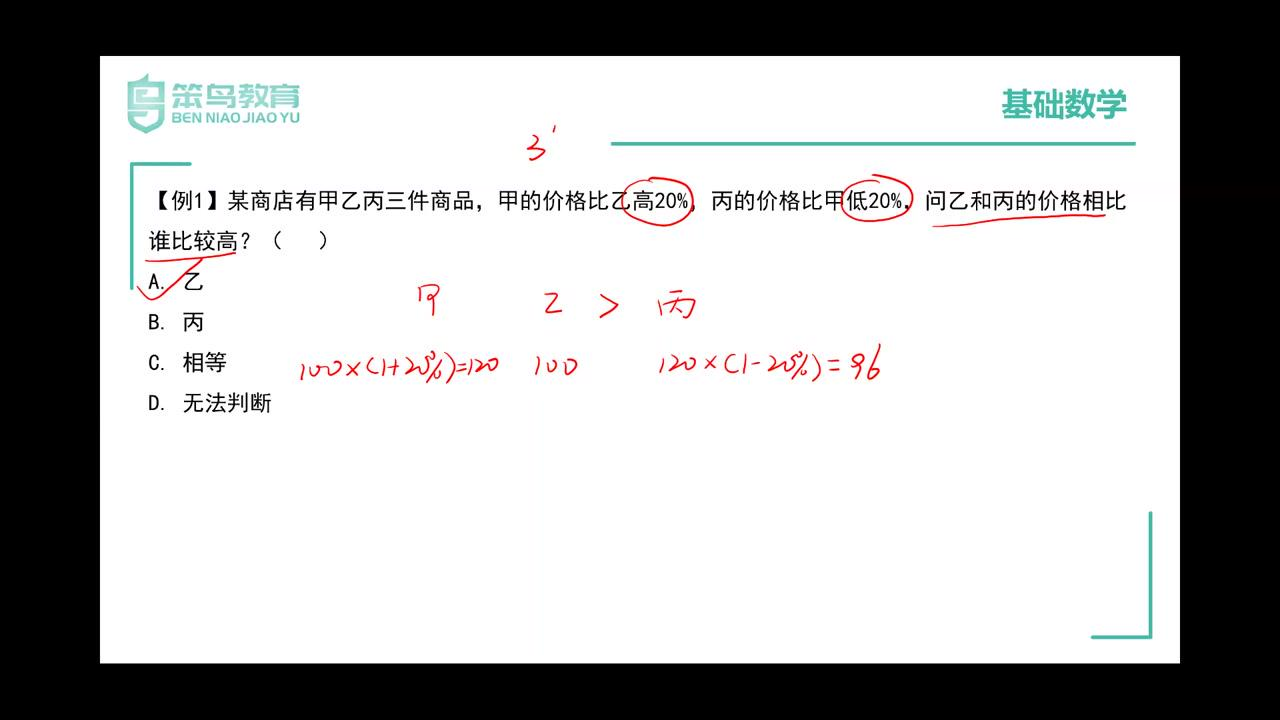 笨鸟教育
BEN NIAO JIAO YU
基础数学
3'
【例1】某商店有甲乙丙三件商品，甲的价格比乙高20%，丙的价格比甲低20%，问乙和丙的价格相比
谁比较高？（ ）
A. 乙
B. 丙
C. 相等
D. 无法判断
甲 乙 > 丙
100×(1+20%)=120 100 120×(1-20%)=96